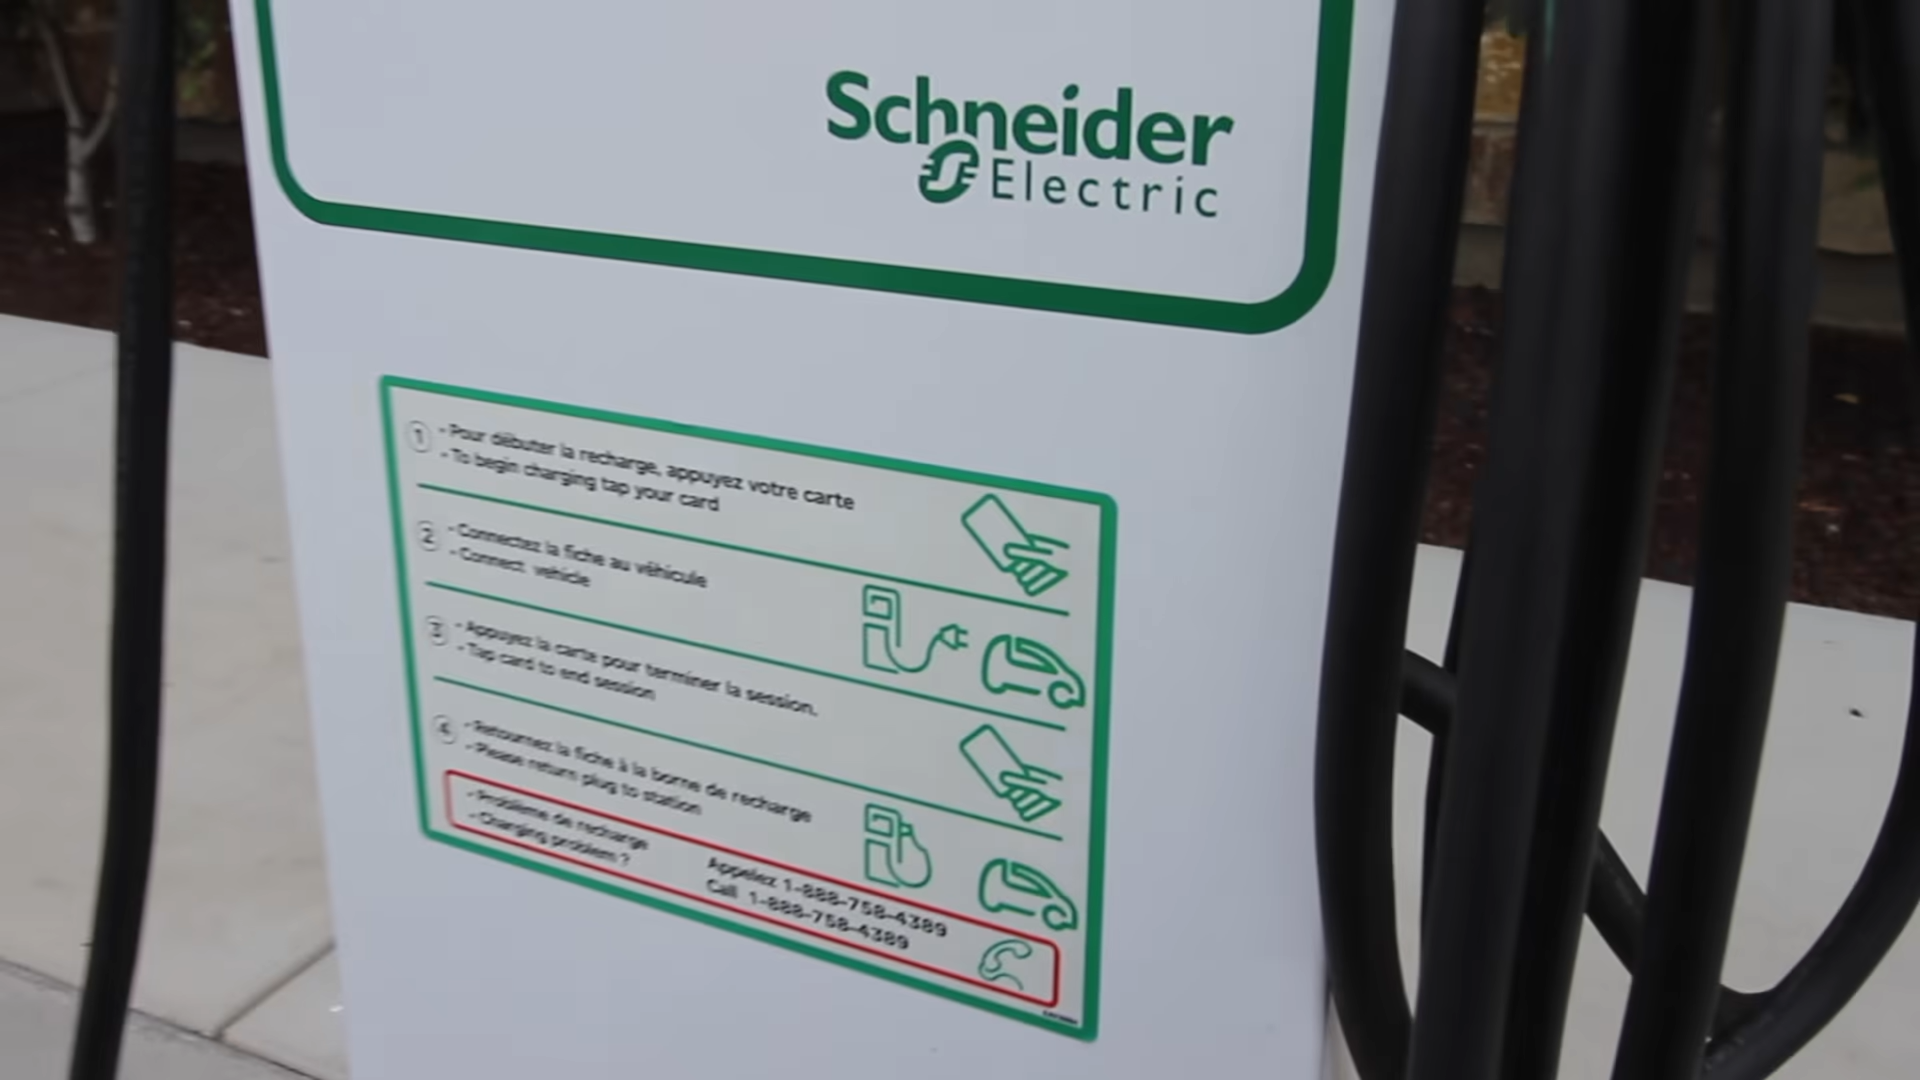 Schneider
Electric
1 - Pour débuter la recharge, appuyez votre carte
- To begin charging tap your card
2 - Connectez la fiche au véhicule
- Connect vehicle
3 - Appuyez la carte pour terminer la session.
- Tap card to end session
4 - Retournez la fiche à la borne de recharge
- Please return plug to station
- Problème de recharge
- Charging problem ?
Appelez 1-888-758-4389
Call 1-888-758-4389